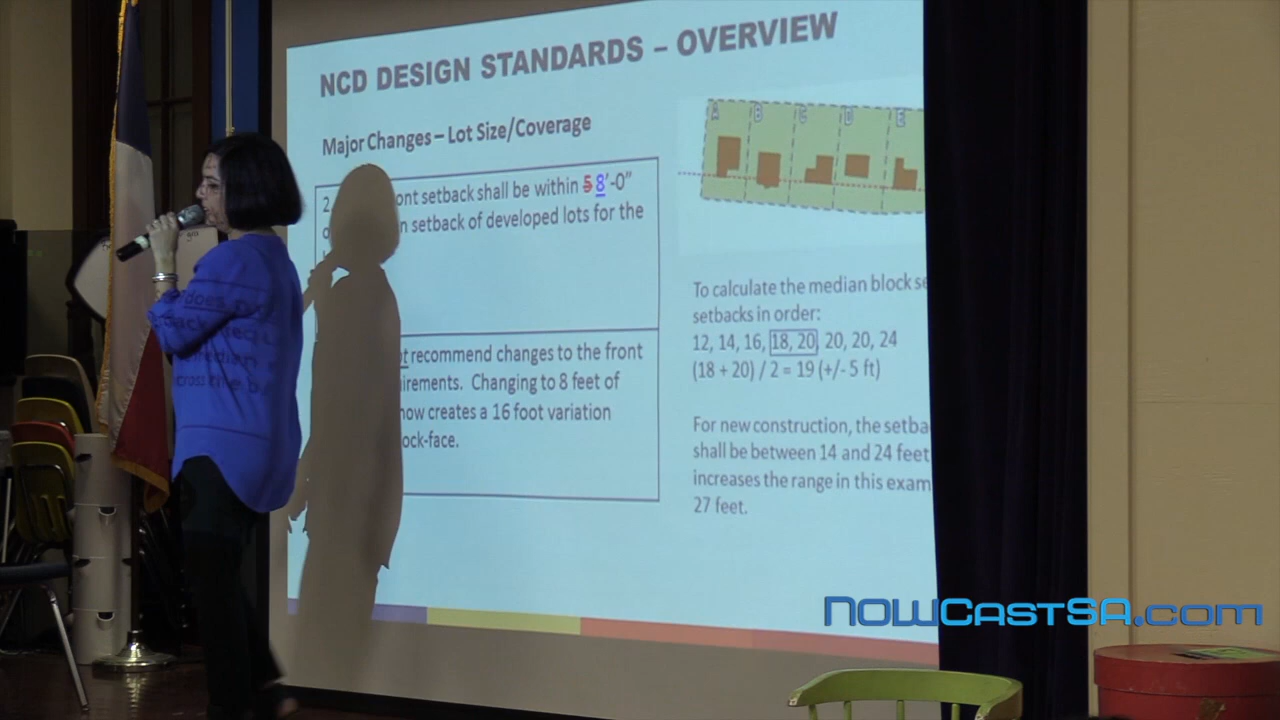 NCD DESIGN STANDARDS – OVERVIEW
Major Changes – Lot Size/Coverage
2 ont setback shall be within 5 8'-0"
n setback of developed lots for the
recommend changes to the front
irements. Changing to 8 feet of
now creates a 16 foot variation
ock-face.
A B C D E
To calculate the median block se
setbacks in order:
12, 14, 16, 18, 20, 20, 20, 24
(18 + 20) / 2 = 19 (+/- 5 ft)
For new construction, the setba
shall be between 14 and 24 feet
increases the range in this exam
27 feet.
NOWCastSA.com